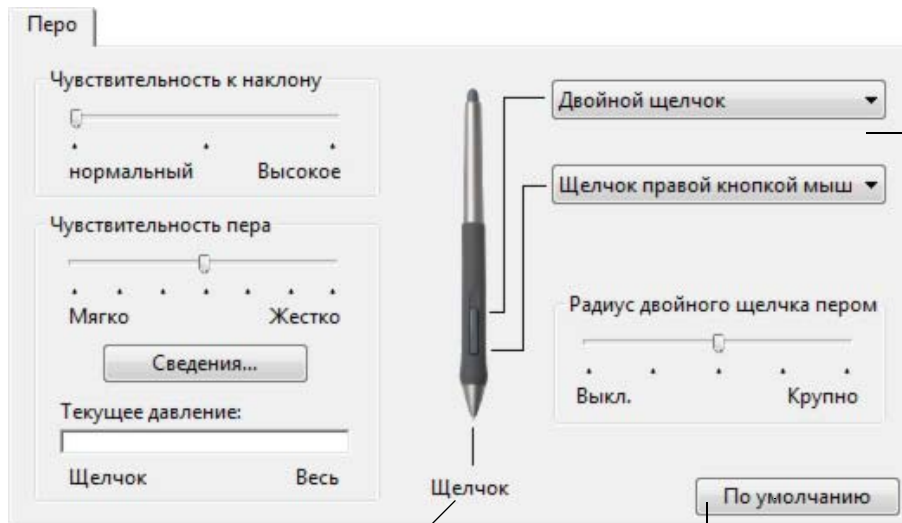 Перо
Чувствительность к наклону
нормальный Высокое
Чувствительность пера
Мягко Жестко
Сведения...
Текущее давление:
Щелчок Весь
Щелчок
Двойной щелчок
Щелчок правой кнопкой мыш
Радиус двойного щелчка пером
Выкл. Крупно
По умолчанию